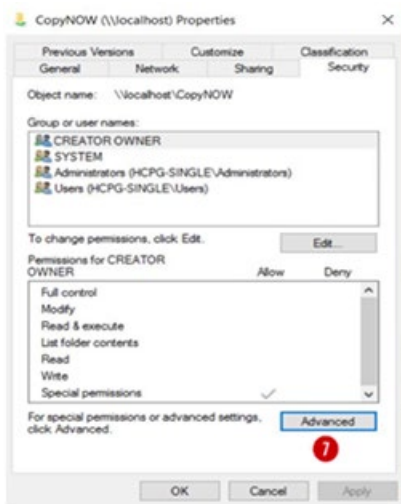 CopyNOW (\\localhost) Properties
Previous Versions Customize Classification
General Network Sharing Security
Object name: \\localhost\CopyNOW
Group or user names:
CREATOR OWNER
SYSTEM
Administrators (HCPG-SINGLE\Administrators)
Users (HCPG-SINGLE\Users)
To change permissions, click Edit.
Edit...
Permissions for CREATOR
OWNER Allow Deny
Full control
Modify
Read & execute
List folder contents
Read
Write
Special permissions
For special permissions or advanced settings,
click Advanced.
Advanced
7
OK Cancel Apply